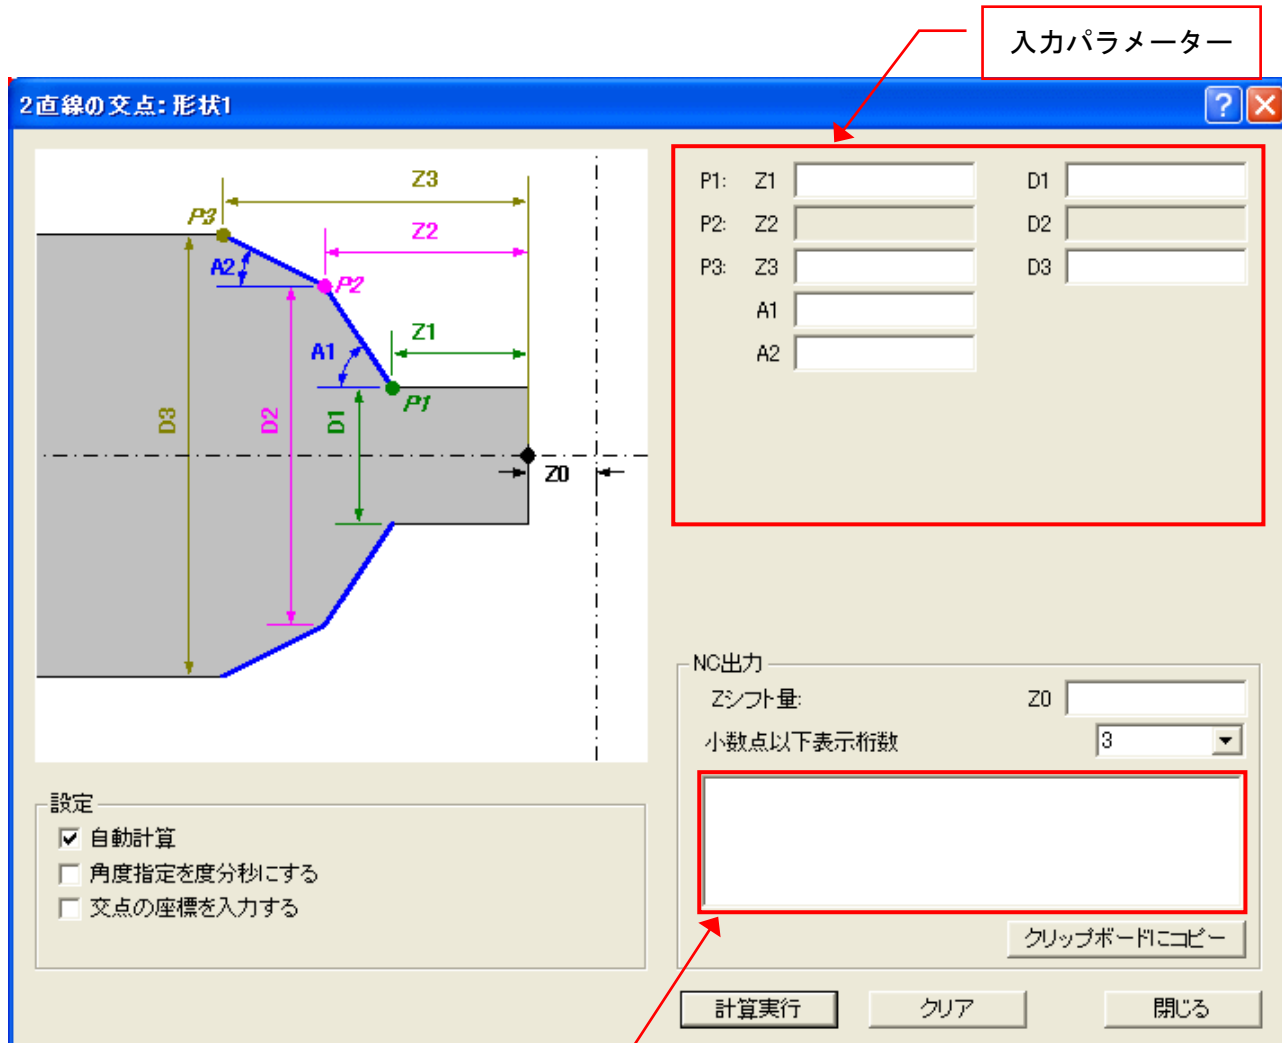 入力パラメーター
2直線の交点: 形状1
Z3
P3
Z2
A2
P2
Z1
A1
P1
D3
D2
D1
Z0
P1: Z1 D1
P2: Z2 D2
P3: Z3 D3
A1
A2
NC出力
Zシフト量: Z0
小数点以下表示桁数 3
設定
自動計算
角度指定を度分秒にする
交点の座標を入力する
クリップボードにコピー
計算実行 クリア 閉じる